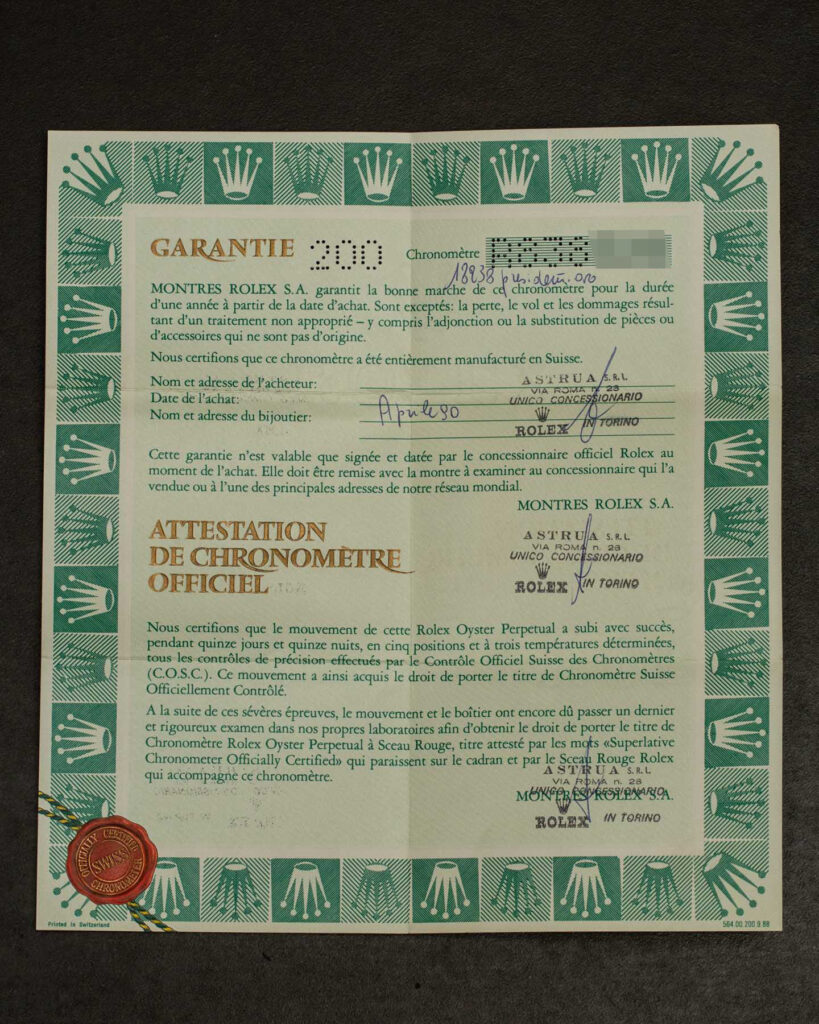 GARANTIE 200 Chronomètre
18238 president oro
MONTRES ROLEX S.A. garantit la bonne marche de ce chronomètre pour la durée
d'une année à partir de la date d'achat. Sont exceptés: la perte, le vol et les dommages résul-
tant d'un traitement non approprié – y compris l'adjonction ou la substitution de pièces ou
d'accessoires qui ne sont pas d'origine.
Nous certifions que ce chronomètre a été entièrement manufacturé en Suisse.
Nom et adresse de l'acheteur:
Date de l'achat:
Nom et adresse du bijoutier:
Aprile 90
ASTRUA S.R.L.
VIA ROMA n. 28
UNICO CONCESSIONARIO
ROLEX IN TORINO
Cette garantie n'est valable que signée et datée par le concessionnaire officiel Rolex au
moment de l'achat. Elle doit être remise avec la montre à examiner au concessionnaire qui l'a
vendue ou à l'une des principales adresses de notre réseau mondial.
MONTRES ROLEX S.A.
ATTESTATION
DE CHRONOMÈTRE
OFFICIEL
ASTRUA S.R.L.
VIA ROMA n. 28
UNICO CONCESSIONARIO
ROLEX IN TORINO
Nous certifions que le mouvement de cette Rolex Oyster Perpetual a subi avec succès,
pendant quinze jours et quinze nuits, en cinq positions et à trois températures déterminées,
tous les contrôles de précision effectués par le Contrôle Officiel Suisse des Chronomètres
(C.O.S.C.). Ce mouvement a ainsi acquis le droit de porter le titre de Chronomètre Suisse
Officiellement Contrôlé.
A la suite de ces sévères épreuves, le mouvement et le boîtier ont encore dû passer un dernier
et rigoureux examen dans nos propres laboratoires afin d'obtenir le droit de porter le titre de
Chronomètre Rolex Oyster Perpetual à Sceau Rouge, titre attesté par les mots «Superlative
Chronometer Officially Certified» qui paraissent sur le cadran et par le Sceau Rouge Rolex
qui accompagne ce chronomètre.
ASTRUA S.R.L.
VIA ROMA n. 28
UNICO CONCESSIONARIO
MONTRES ROLEX S.A.
ROLEX IN TORINO
OFFICIALLY CERTIFIED
SWISS
CHRONOMETER
Printed in Switzerland
564.00.200.9.88